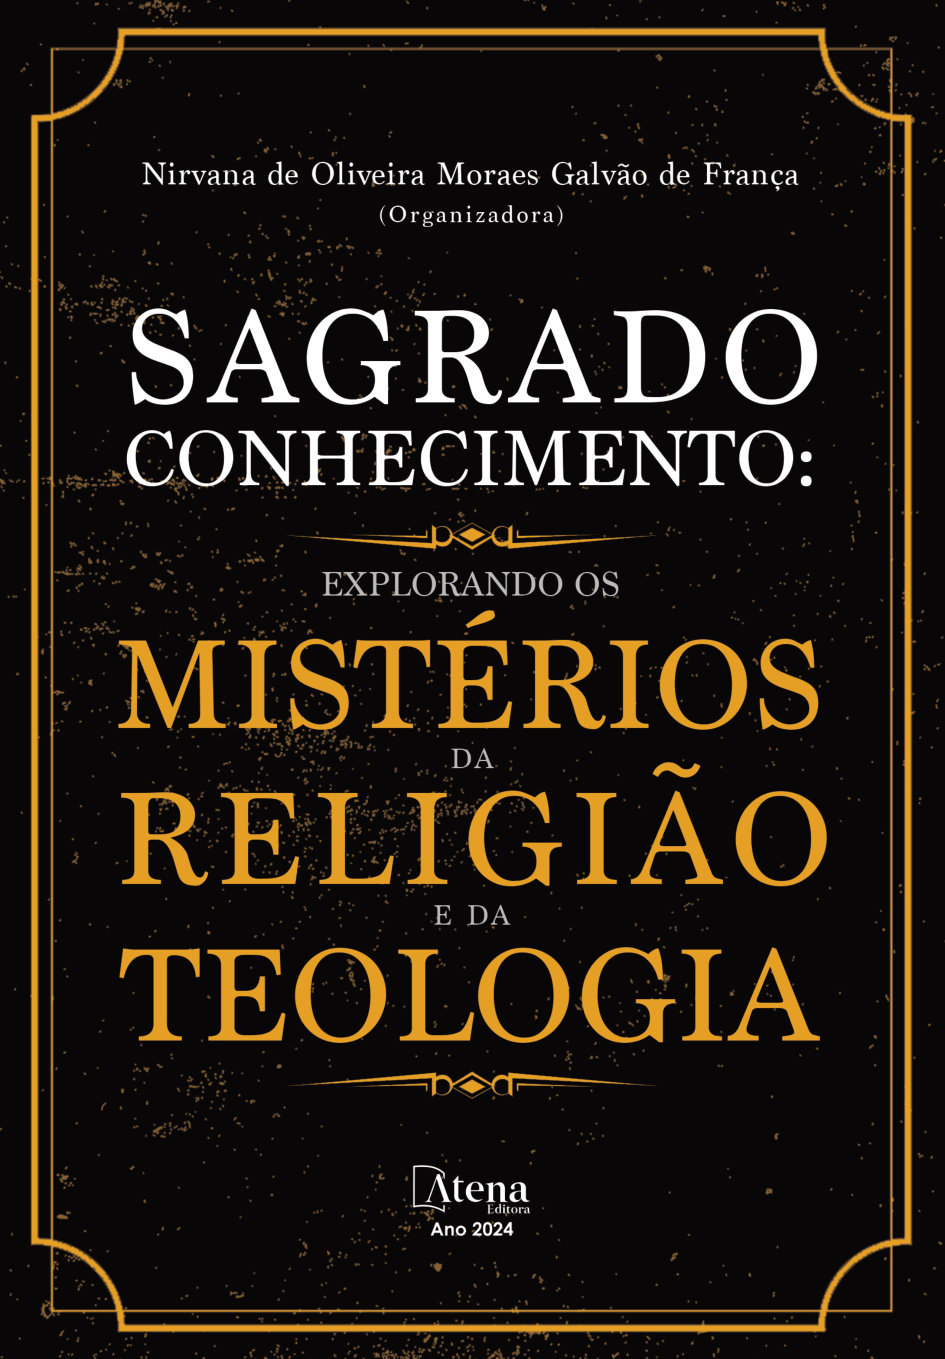 Nirvana de Oliveira Moraes Galvão de França
(Organizadora)
SAGRADO
CONHECIMENTO:
EXPLORANDO OS
MISTÉRIOS
DA
RELIGIÃO
E DA
TEOLOGIA
Atena
Editora
Ano 2024